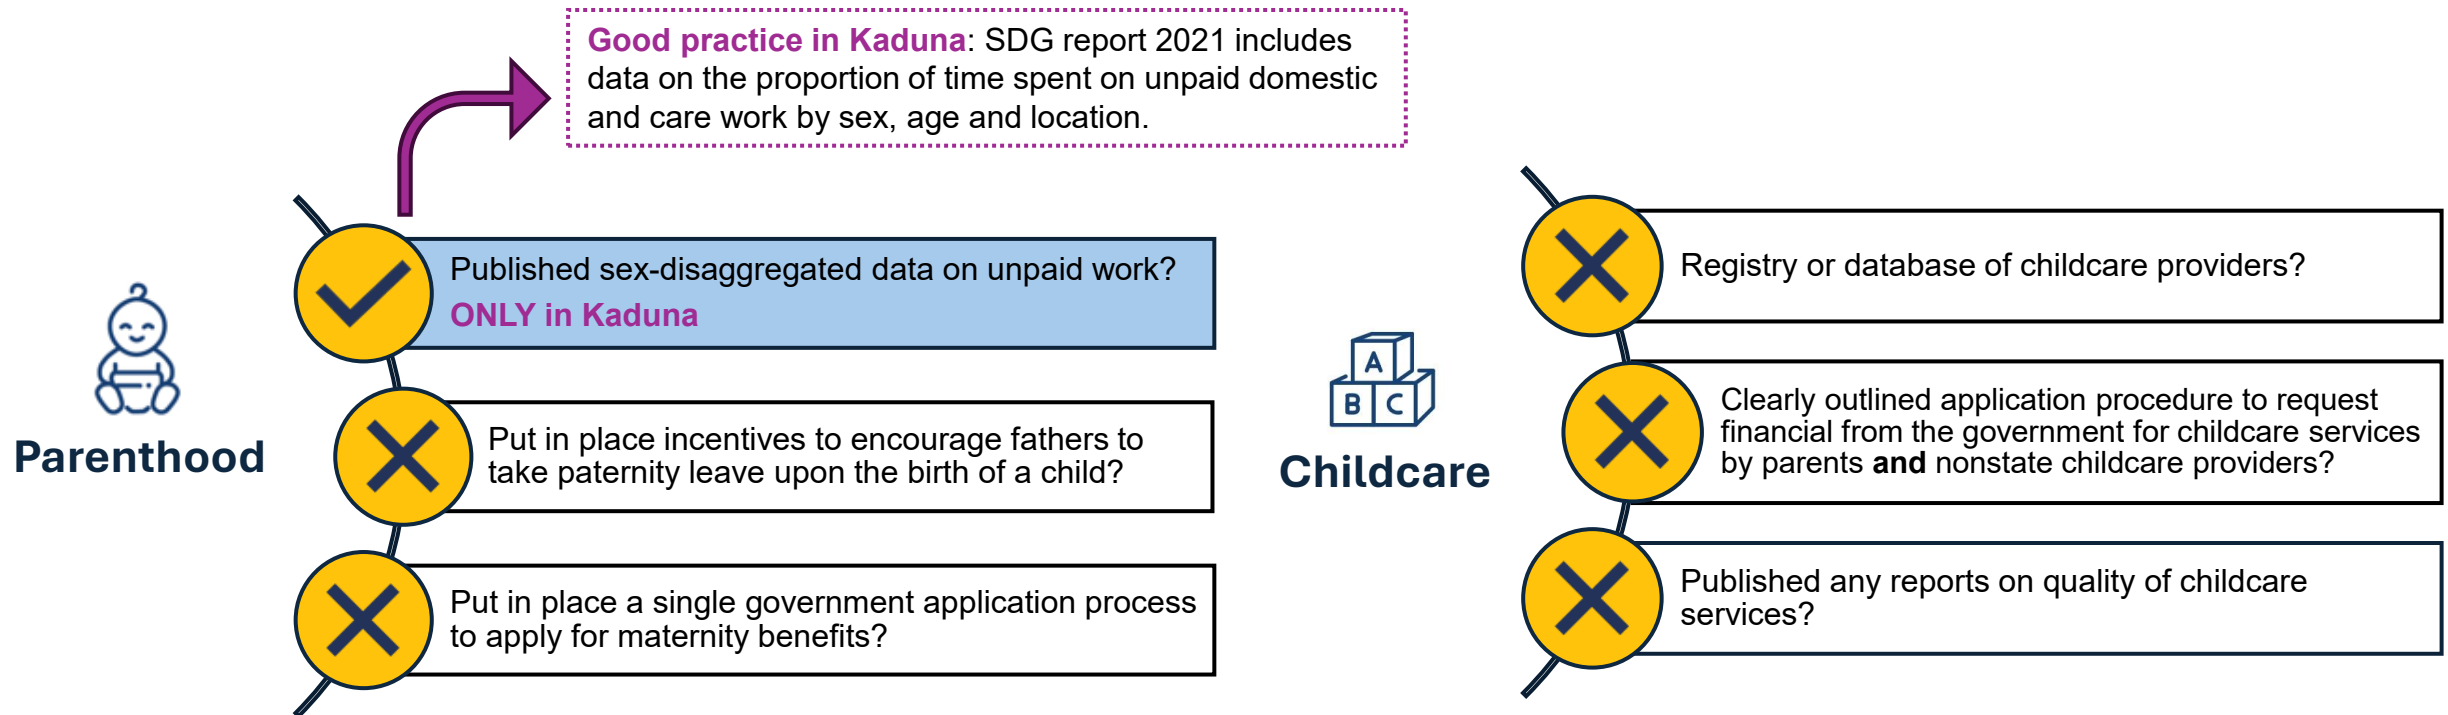 Good practice in Kaduna: SDG report 2021 includes
data on the proportion of time spent on unpaid domestic
and care work by sex, age and location.
Parenthood
Published sex-disaggregated data on unpaid work?
ONLY in Kaduna
Put in place incentives to encourage fathers to
take paternity leave upon the birth of a child?
Put in place a single government application process
to apply for maternity benefits?
A
B C
Childcare
Registry or database of childcare providers?
Clearly outlined application procedure to request
financial from the government for childcare services
by parents and nonstate childcare providers?
Published any reports on quality of childcare
services?